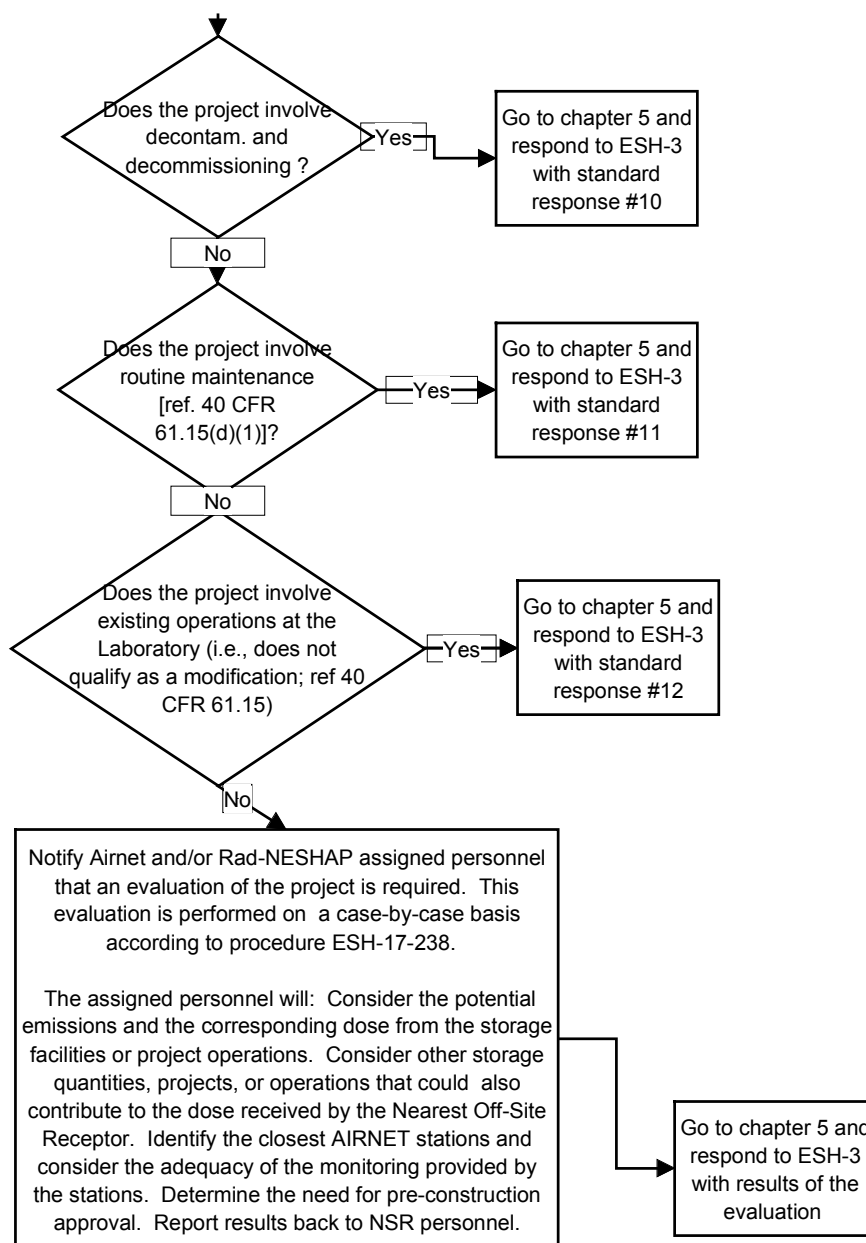 Does the project involve
decontam. and
decommissioning ?
Yes
Go to chapter 5 and
respond to ESH-3
with standard
response #10
No
Does the project involve
routine maintenance
[ref. 40 CFR
61.15(d)(1)]?
Yes
Go to chapter 5 and
respond to ESH-3
with standard
response #11
No
Does the project involve
existing operations at the
Laboratory (i.e., does not
qualify as a modification; ref 40
CFR 61.15)
Yes
Go to chapter 5 and
respond to ESH-3
with standard
response #12
No
Notify Airnet and/or Rad-NESHAP assigned personnel
that an evaluation of the project is required. This
evaluation is performed on a case-by-case basis
according to procedure ESH-17-238.
The assigned personnel will: Consider the potential
emissions and the corresponding dose from the storage
facilities or project operations. Consider other storage
quantities, projects, or operations that could also
contribute to the dose received by the Nearest Off-Site
Receptor. Identify the closest AIRNET stations and
consider the adequacy of the monitoring provided by
the stations. Determine the need for pre-construction
approval. Report results back to NSR personnel.
Go to chapter 5 and
respond to ESH-3
with results of the
evaluation